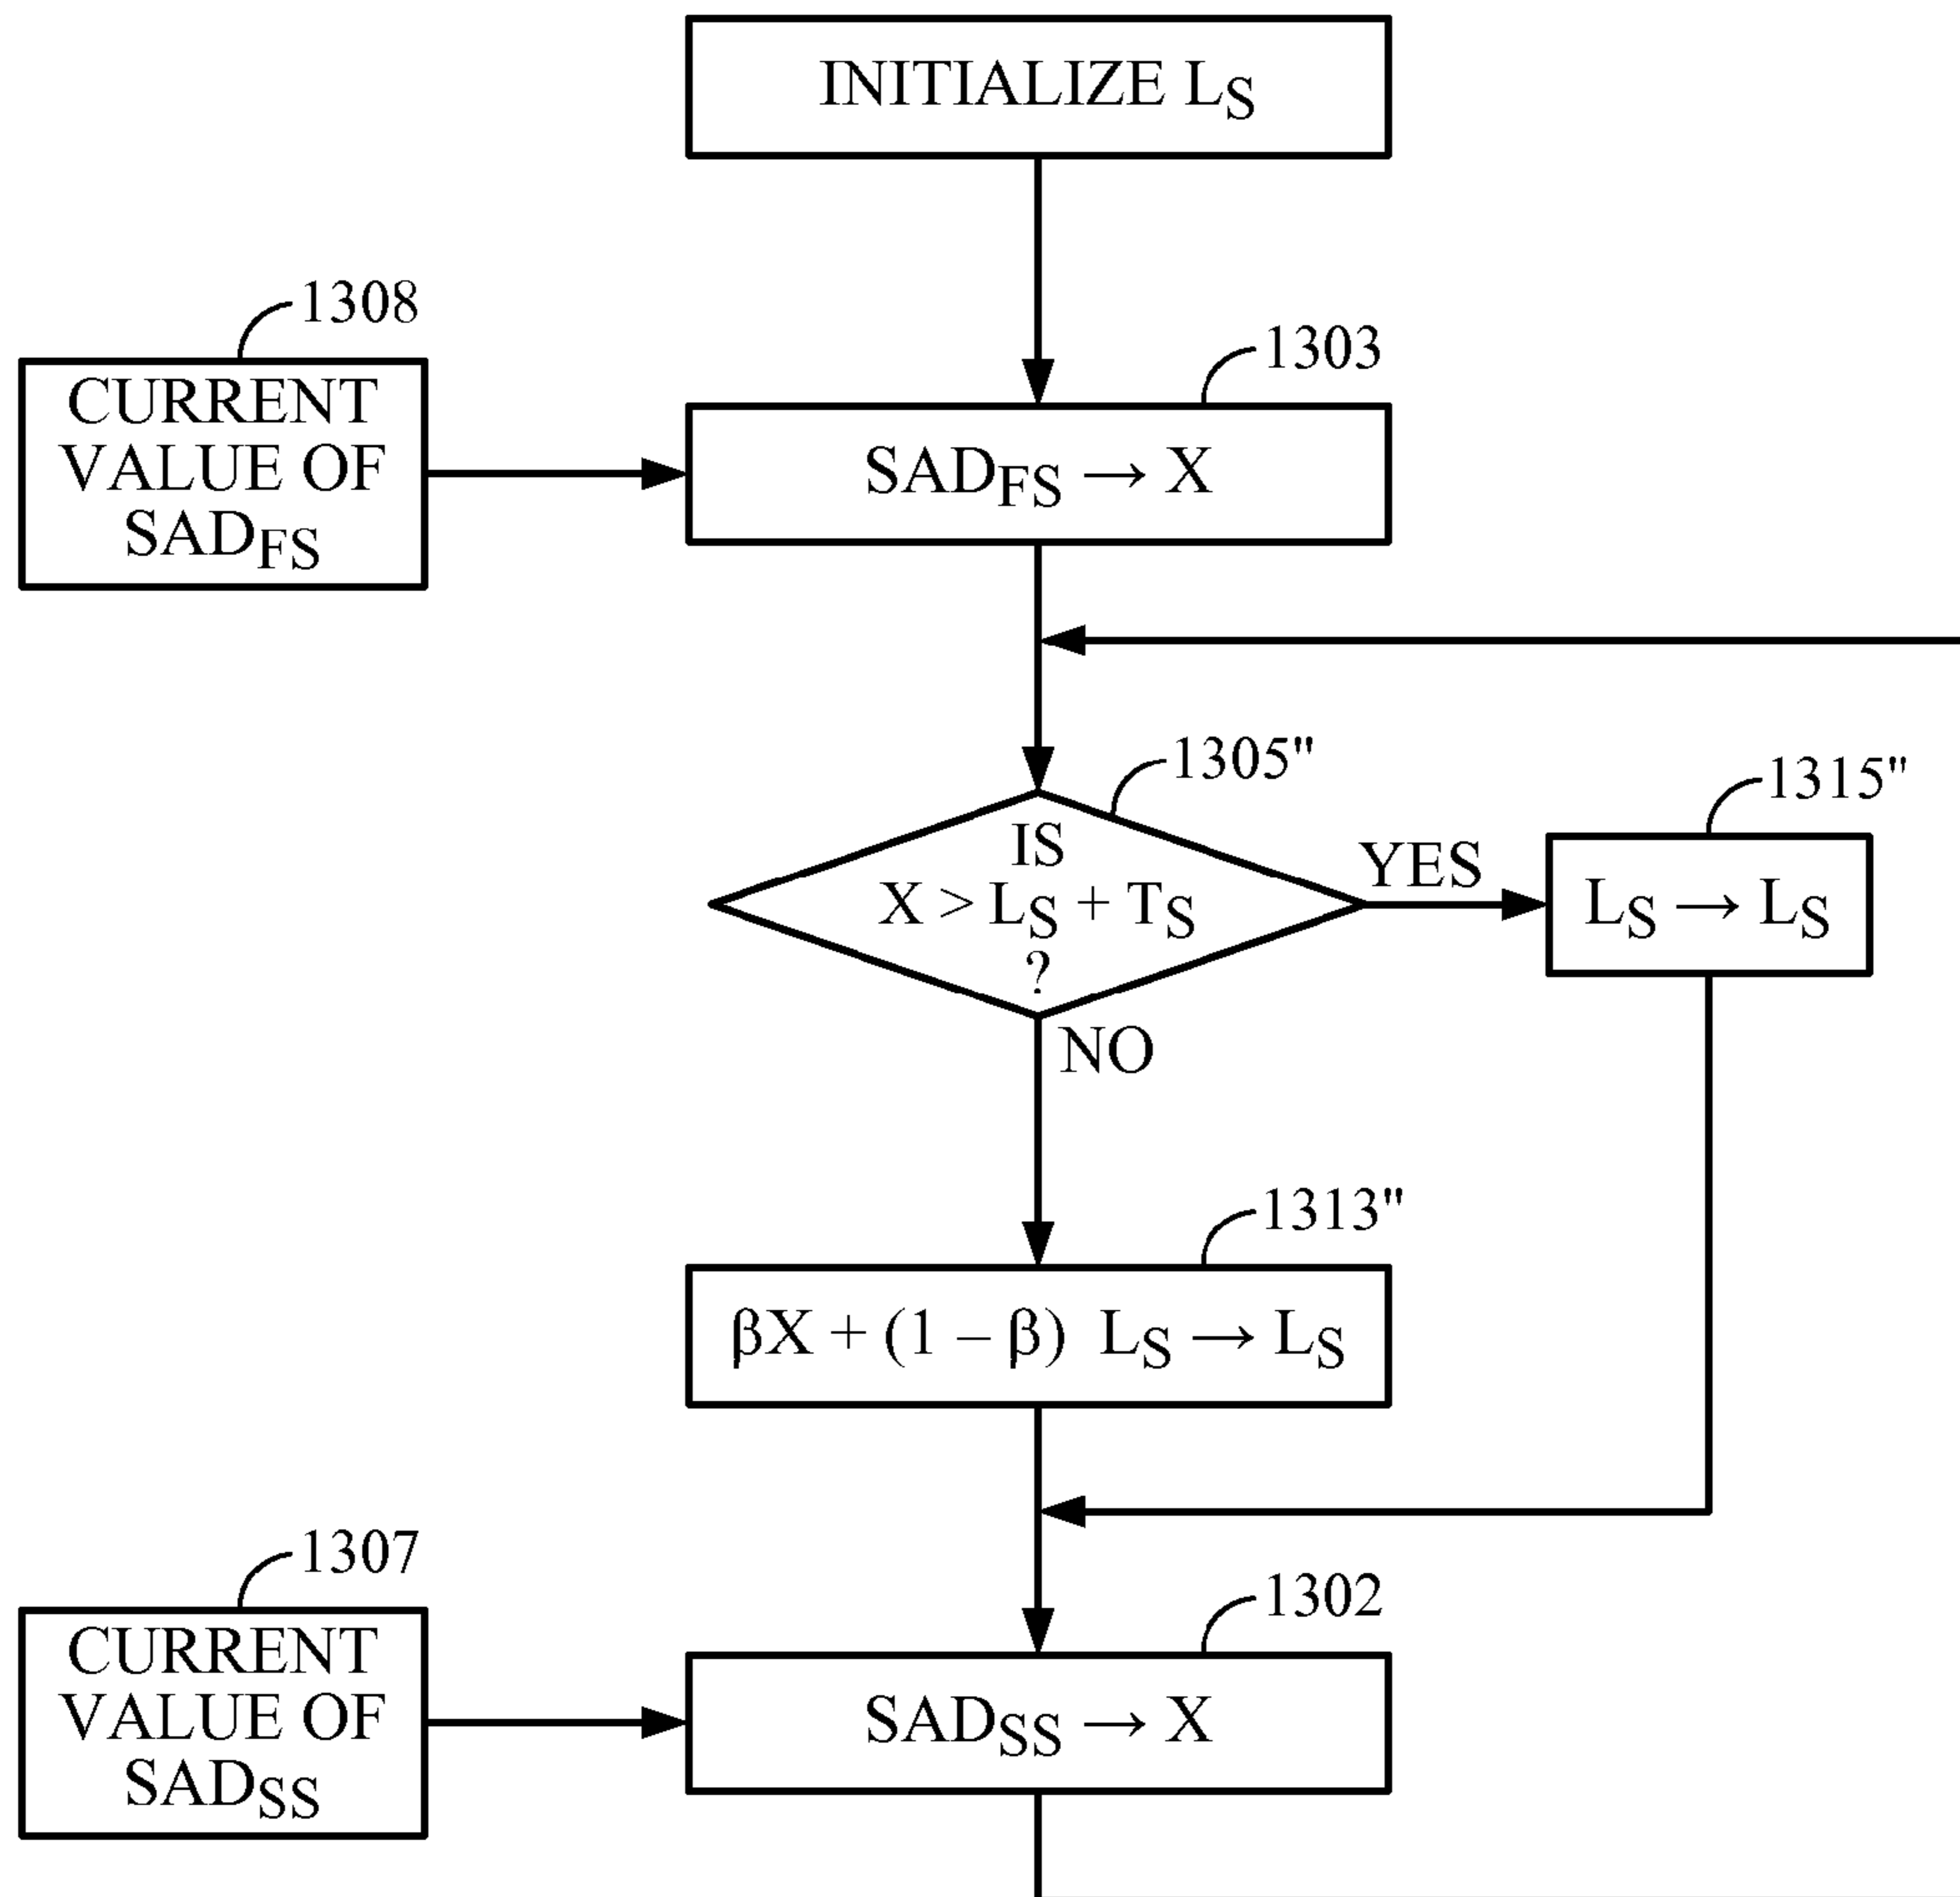 INITIALIZE LS
1308
CURRENT
VALUE OF
SADFS
1303
SADFS → X
1305"
IS
X > LS + TS
?
YES
1315"
LS → LS
NO
1313"
βX + (1 – β) LS → LS
1307
CURRENT
VALUE OF
SADSS
1302
SADSS → X